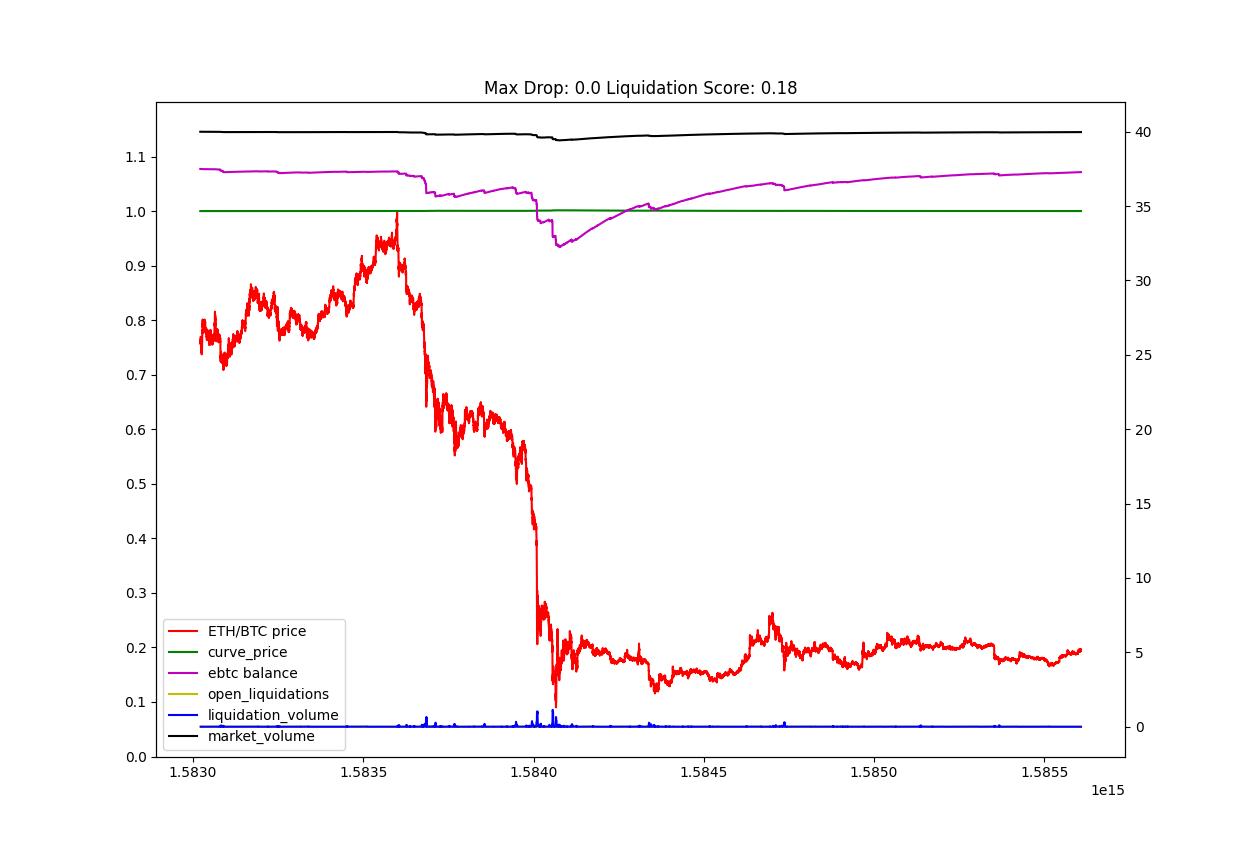 Max Drop: 0.0 Liquidation Score: 0.18
1.1
1.0
0.9
0.8
0.7
0.6
0.5
0.4
0.3
0.2
0.1
0.0
40
35
30
25
20
15
10
5
0
ETH/BTC price
curve_price
ebtc balance
open_liquidations
liquidation_volume
market_volume
1.5830 1.5835 1.5840 1.5845 1.5850 1.5855
1e15